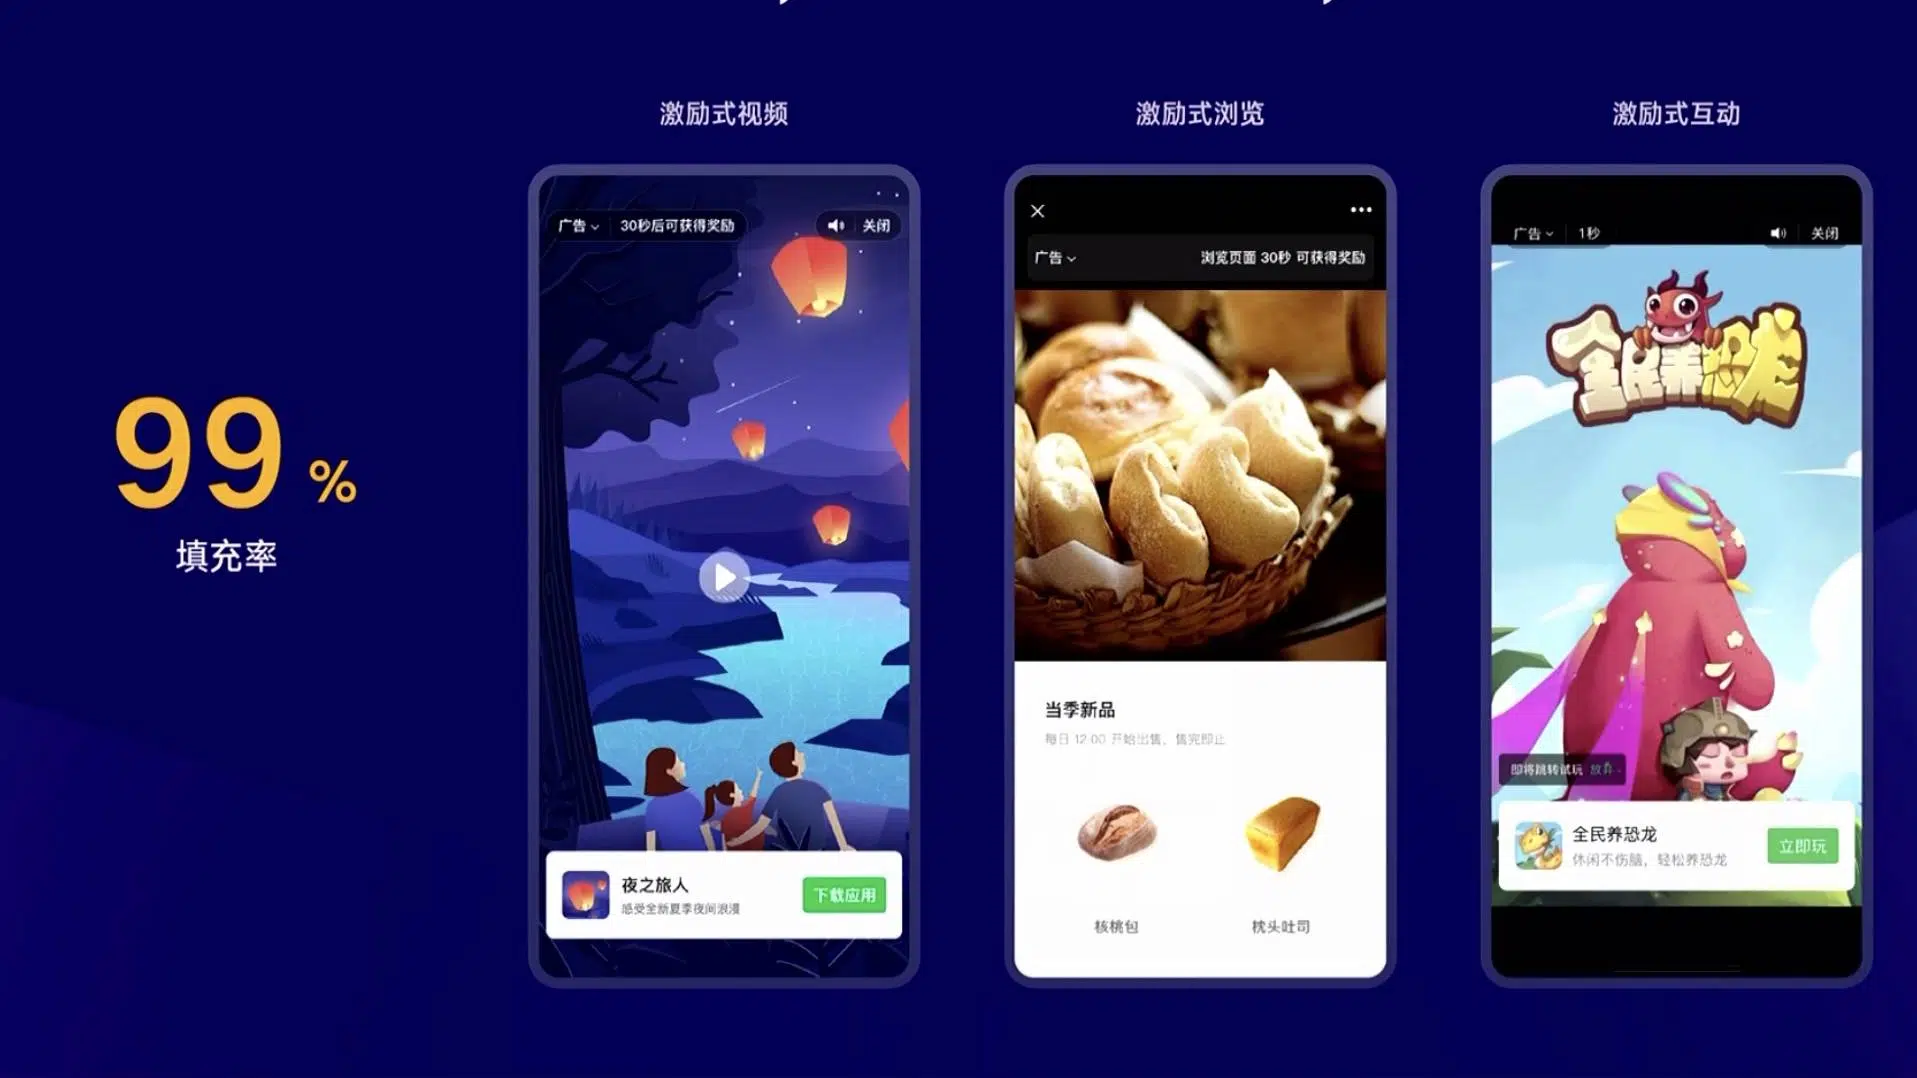 99 %
填充率
激励式视频
广告 30秒后可获得奖励 关闭
夜之旅人
感受全新夏季夜间浪漫
下载应用
激励式浏览
广告 浏览页面 30秒 可获得奖励
当季新品
每日 12:00 开始出售，售完即止
核桃包 枕头吐司
激励式互动
广告 1秒 关闭
全民养恐龙
即将跳转试玩 放弃
全民养恐龙
休闲不伤脑，轻松养恐龙
立即玩